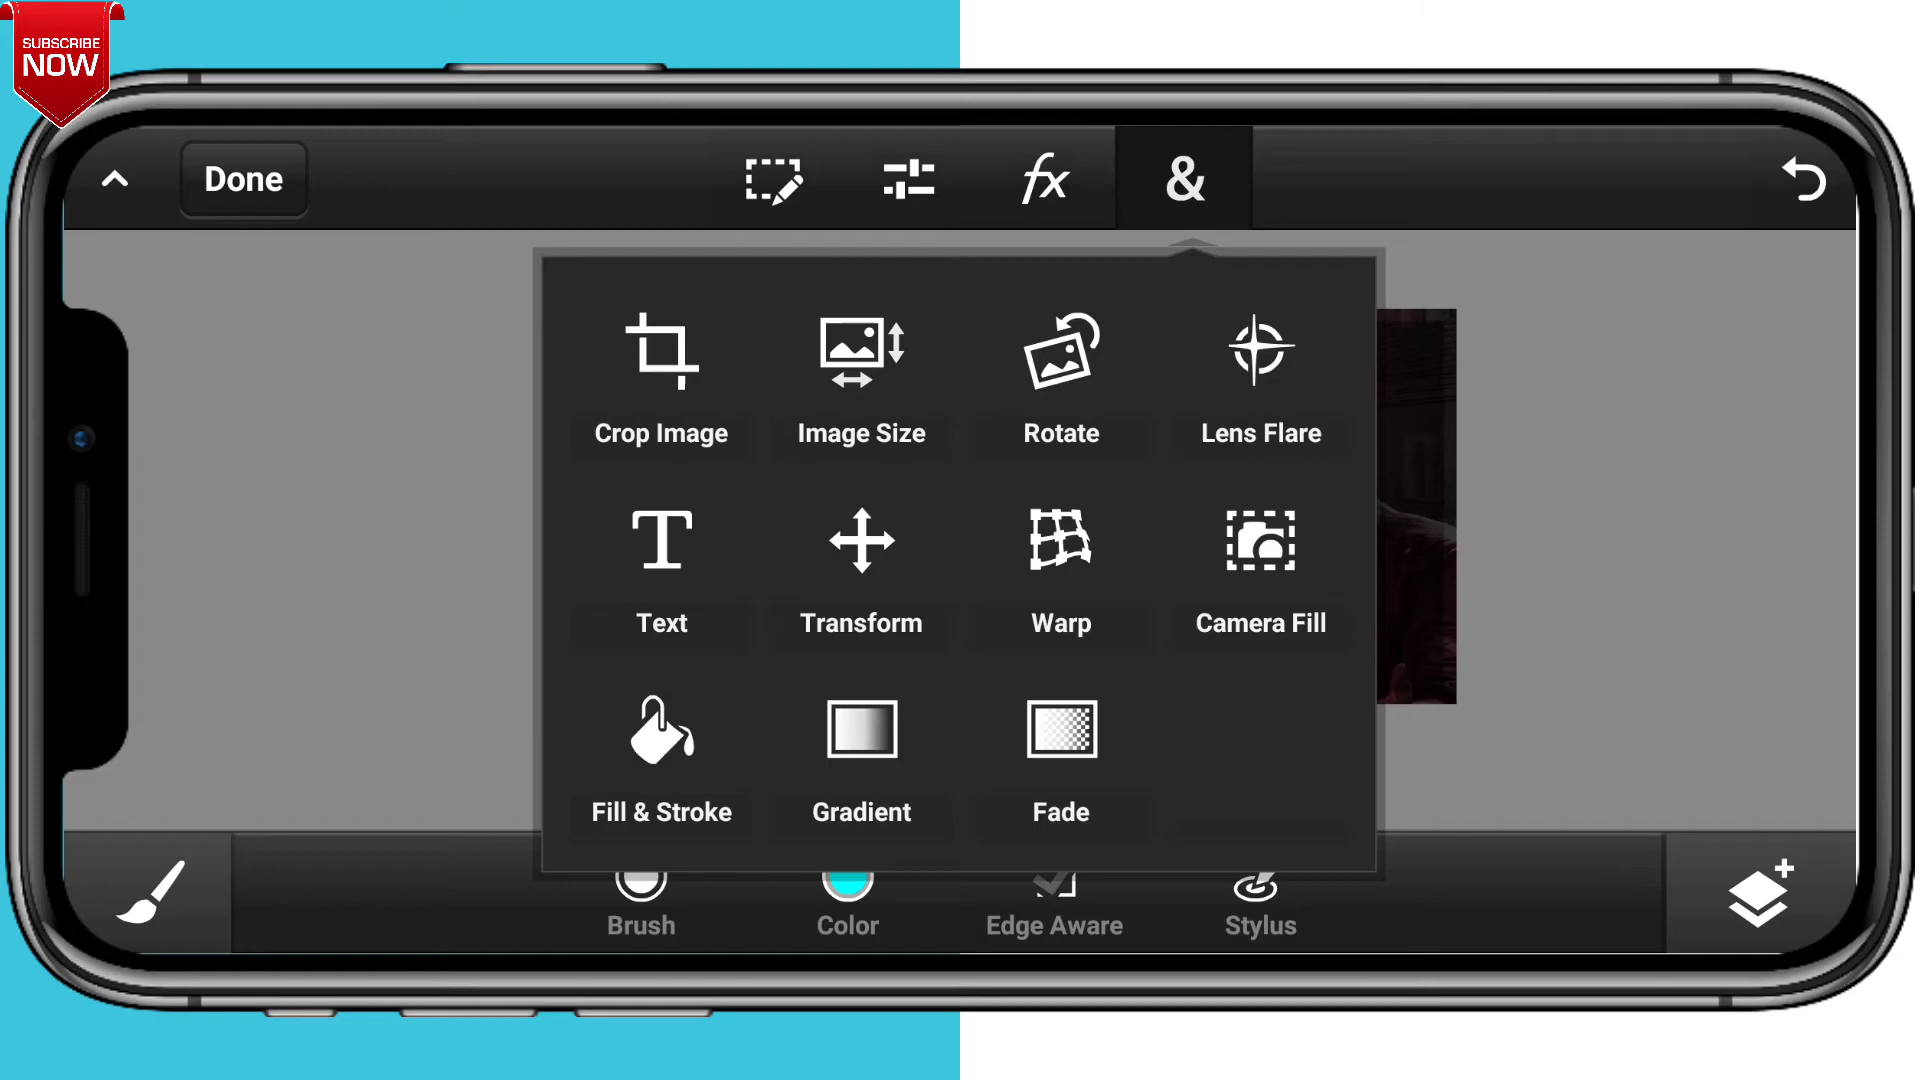 SUBSCRIBE
NOW
Done
fx
&
Crop Image
Image Size
Rotate
Lens Flare
T
Text
Transform
Warp
Camera Fill
Fill & Stroke
Gradient
Fade
Brush
Color
Edge Aware
Stylus